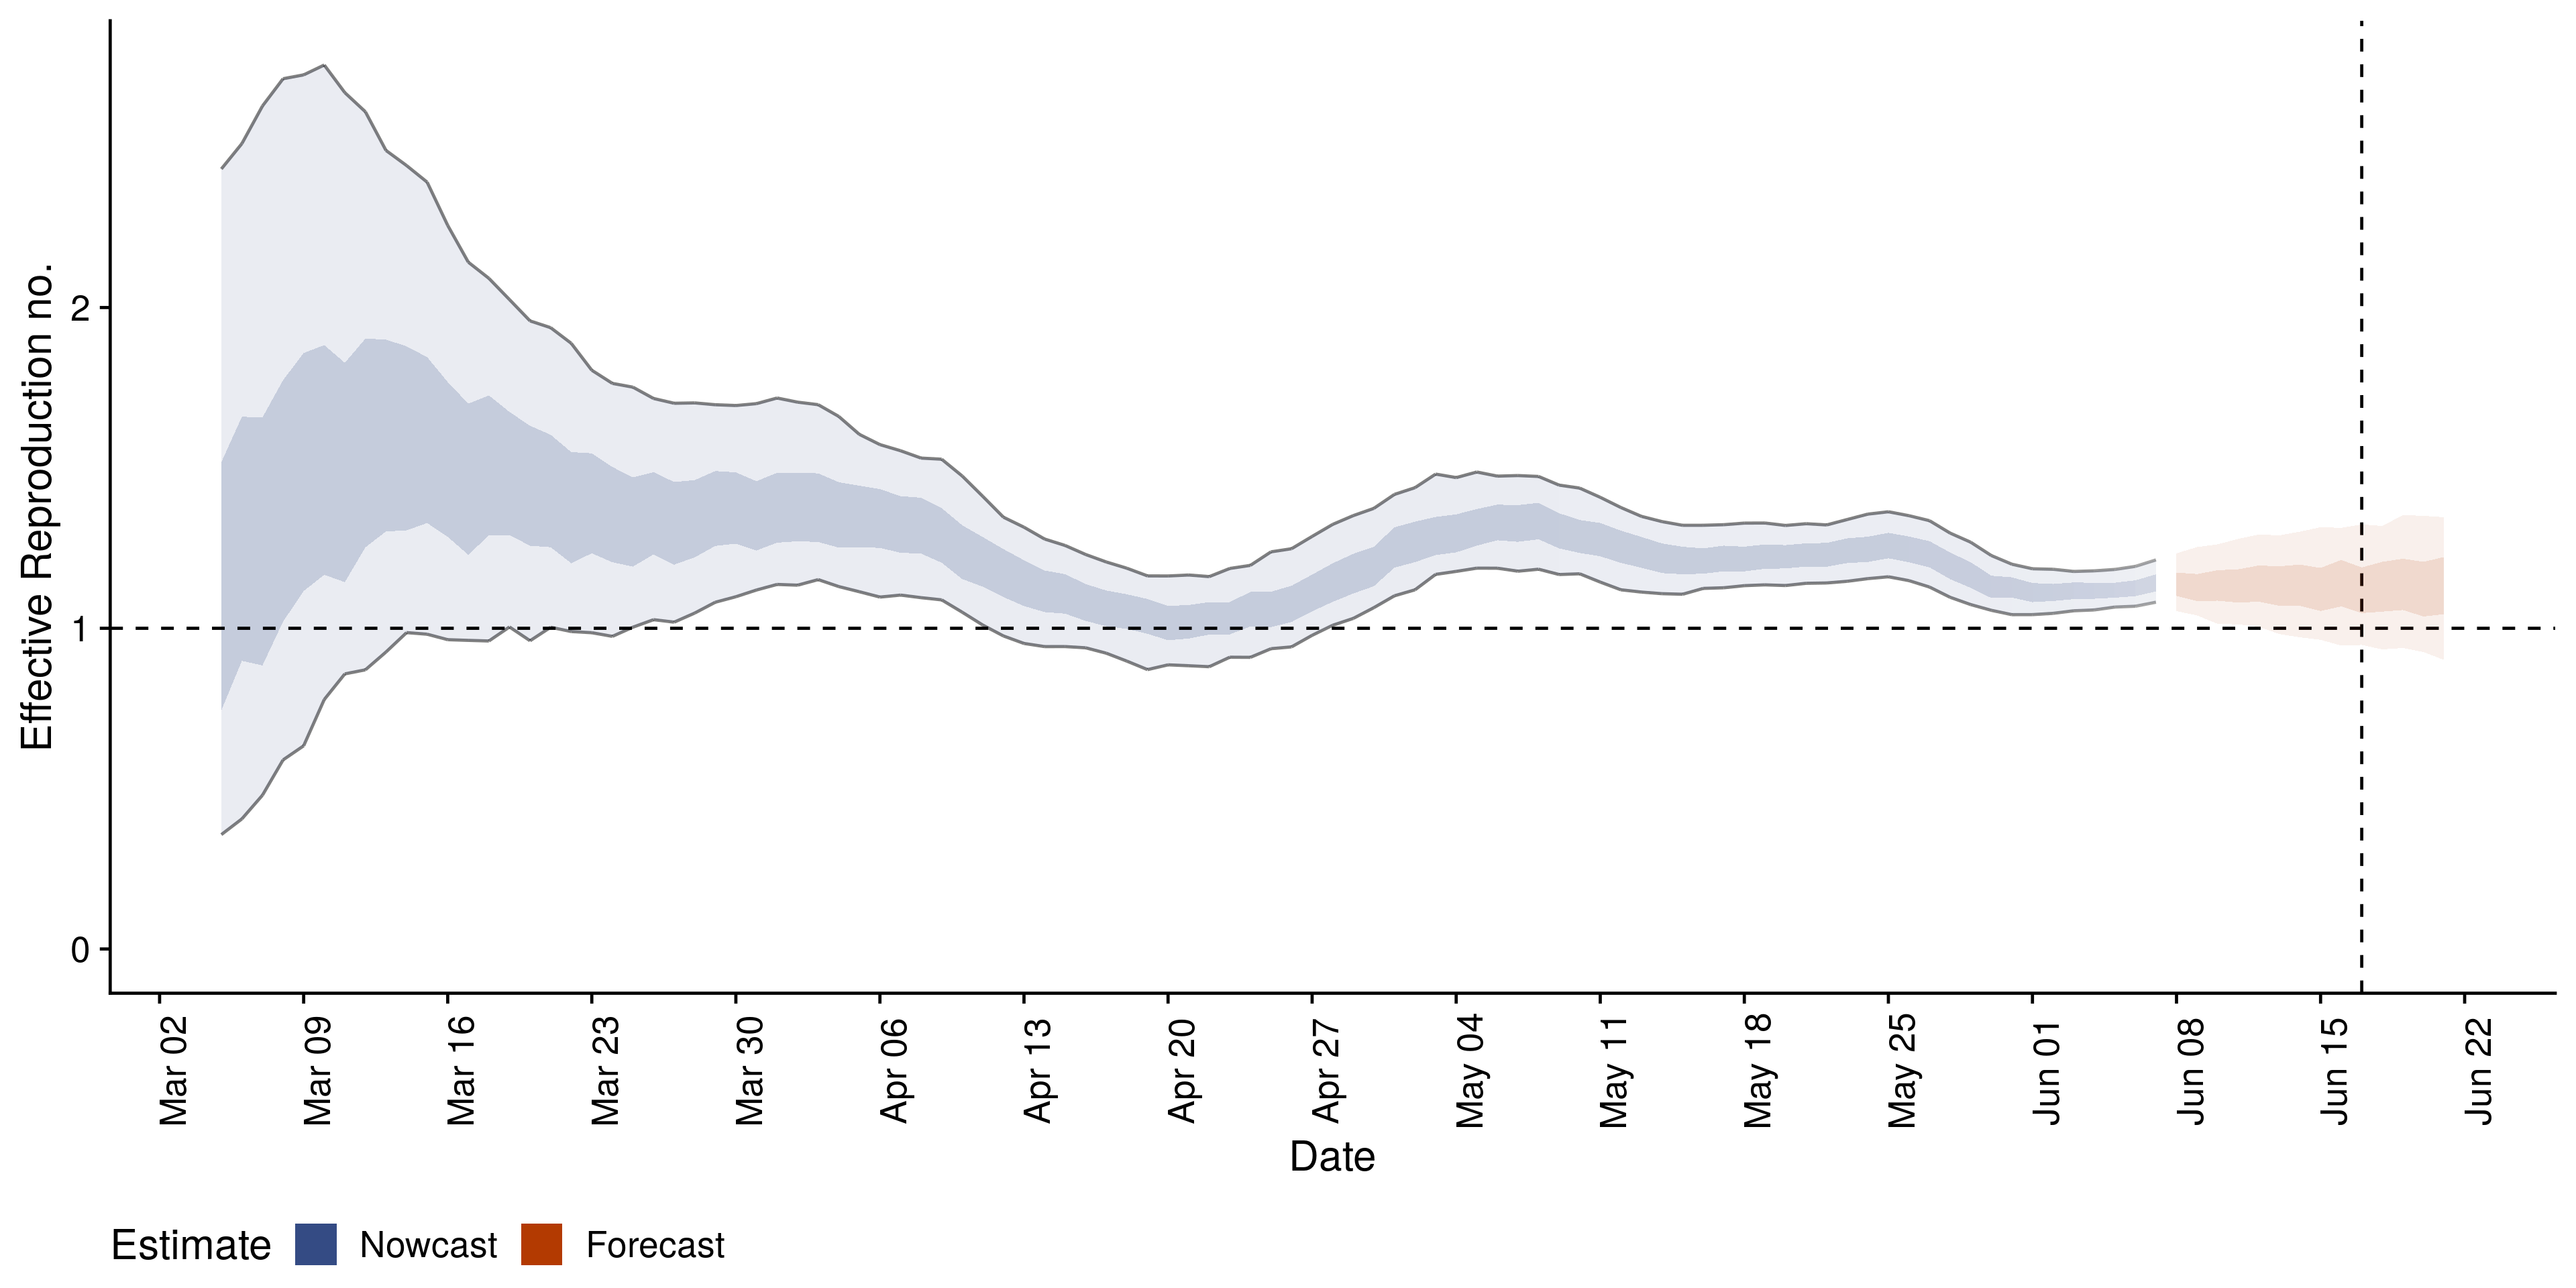 Effective Reproduction no.
2
1
0
Mar 02
Mar 09
Mar 16
Mar 23
Mar 30
Apr 06
Apr 13
Apr 20
Apr 27
May 04
May 11
May 18
May 25
Jun 01
Jun 08
Jun 15
Jun 22
Date
Estimate Nowcast Forecast